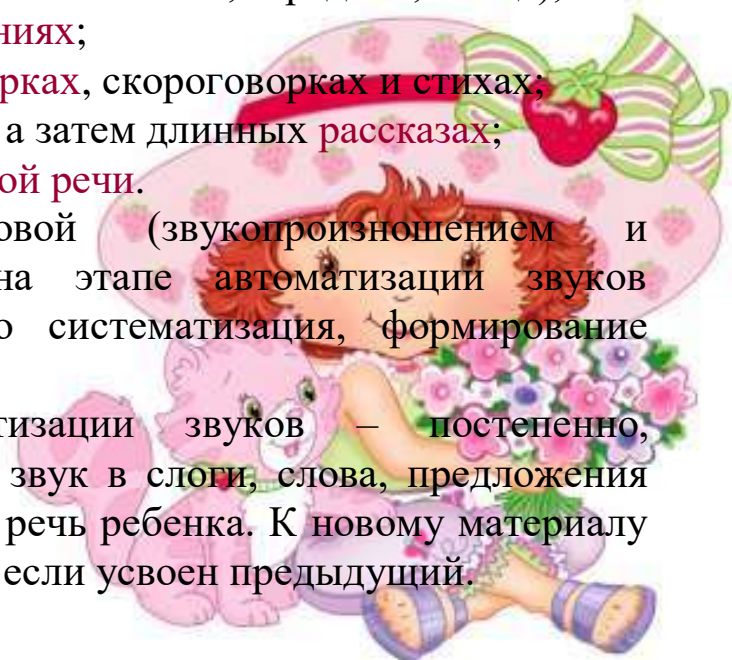 ниях;
рках, скороговорках и стихах;
а затем длинных рассказах;
ой речи.
овой (звукопроизношением и
на этапе автоматизации звуков
о систематизация, формирование
тизации звуков – постепенно,
звук в слоги, слова, предложения
речь ребенка. К новому материалу
если усвоен предыдущий.